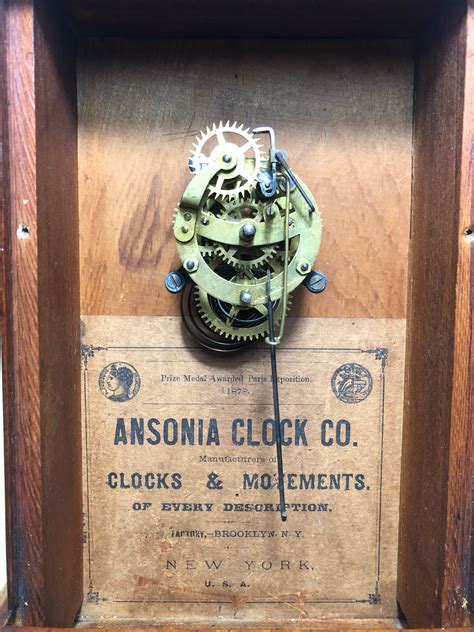 Prize Medal Awarded Paris Exposition.
1878.
ANSONIA CLOCK CO.
Manufacturers of
CLOCKS & MOVEMENTS.
OF EVERY DESCRIPTION.
FACTORY,-BROOKLYN N.Y.
NEW YORK.
U. S. A.